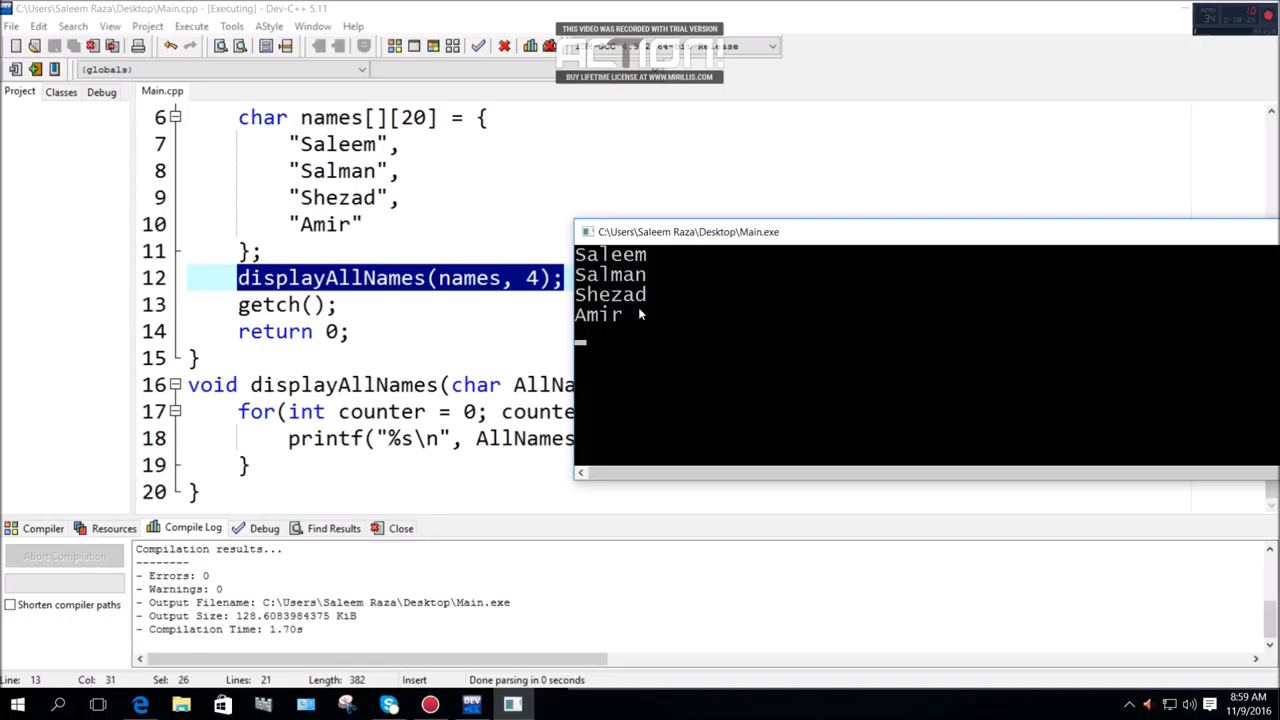 C:\Users\Saleem Raza\Desktop\Main.cpp - [Executing] - Dev-C++ 5.11
File Edit Search View Project Execute Tools AStyle Window Help
THIS VIDEO WAS RECORDED WITH TRIAL VERSION
ACTION!
BUY LIFETIME LICENSE AT WWW.MIRILLIS.COM
64-bit Release
(globals)
Project Classes Debug
Main.cpp
6 char names[][20] = {
7 "Saleem",
8 "Salman",
9 "Shezad",
10 "Amir"
11 };
12 displayAllNames(names, 4);
13 getch();
14 return 0;
15 }
16 void displayAllNames(char AllNa
17 for(int counter = 0; counte
18 printf("%s\n", AllNames
19 }
20 }
C:\Users\Saleem Raza\Desktop\Main.exe
Saleem
Salman
Shezad
Amir
Compiler Resources Compile Log Debug Find Results Close
Abort Compilation
Shorten compiler paths
Compilation results...
--------
- Errors: 0
- Warnings: 0
- Output Filename: C:\Users\Saleem Raza\Desktop\Main.exe
- Output Size: 128.6083984375 KiB
- Compilation Time: 1.70s
Line: 13 Col: 31 Sel: 26 Lines: 21 Length: 382 Insert Done parsing in 0 seconds
DEV
8:59 AM
11/9/2016